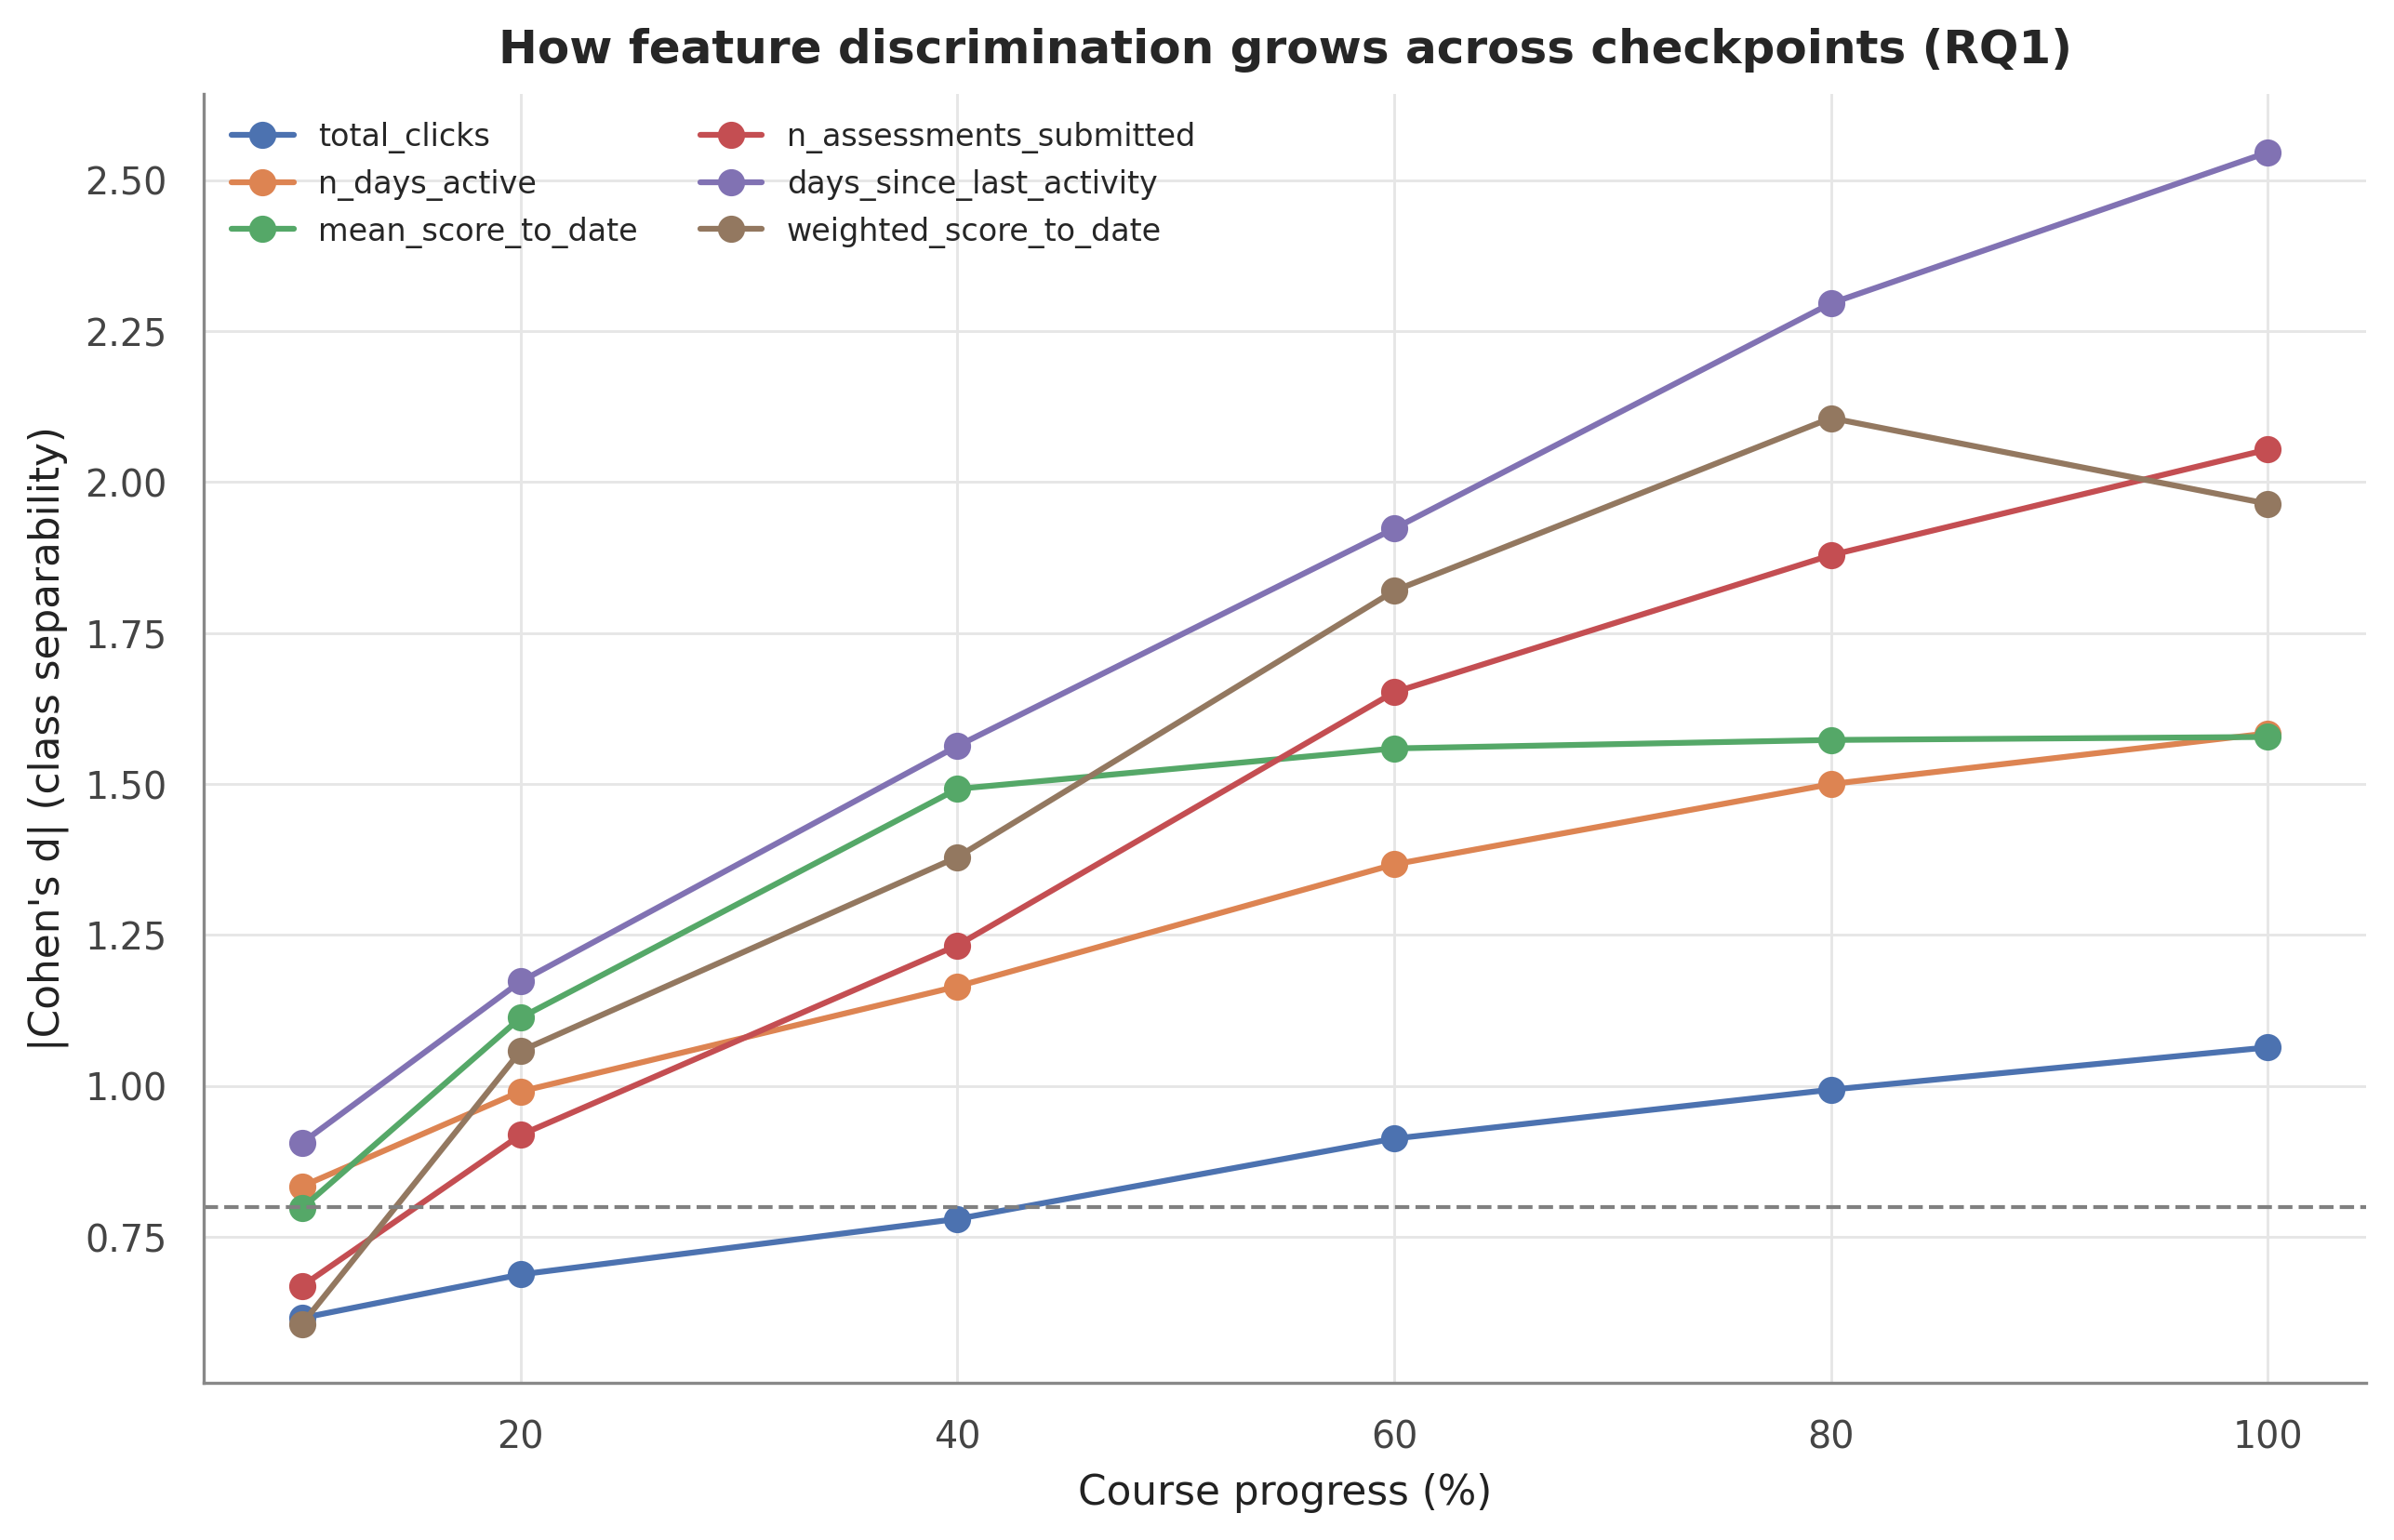 How feature discrimination grows across checkpoints (RQ1)
total_clicks
n_days_active
mean_score_to_date
n_assessments_submitted
days_since_last_activity
weighted_score_to_date
|Cohen's d| (class separability)
2.50
2.25
2.00
1.75
1.50
1.25
1.00
0.75
20 40 60 80 100
Course progress (%)